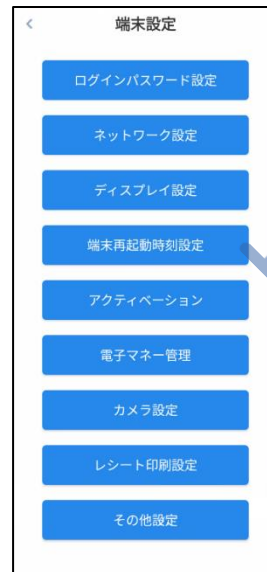 端末設定
ログインパスワード設定
ネットワーク設定
ディスプレイ設定
端末再起動時刻設定
アクティベーション
電子マネー管理
カメラ設定
レシート印刷設定
その他設定